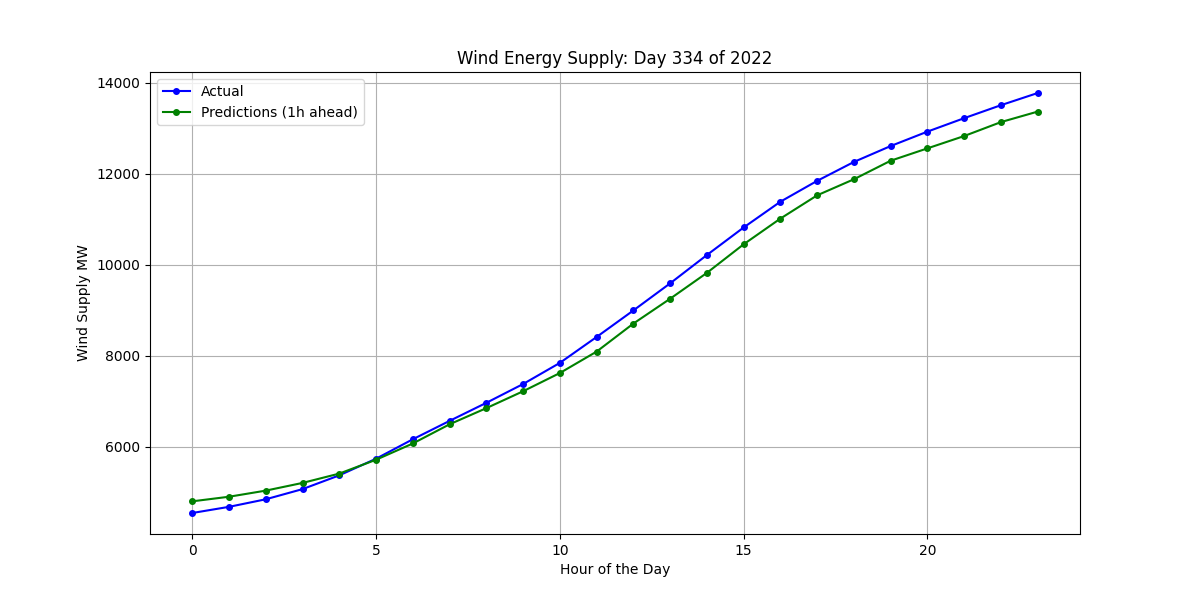 Wind Energy Supply: Day 334 of 2022
14000
12000
10000
8000
6000
Wind Supply MW
Actual
Predictions (1h ahead)
0
5
10
15
20
Hour of the Day